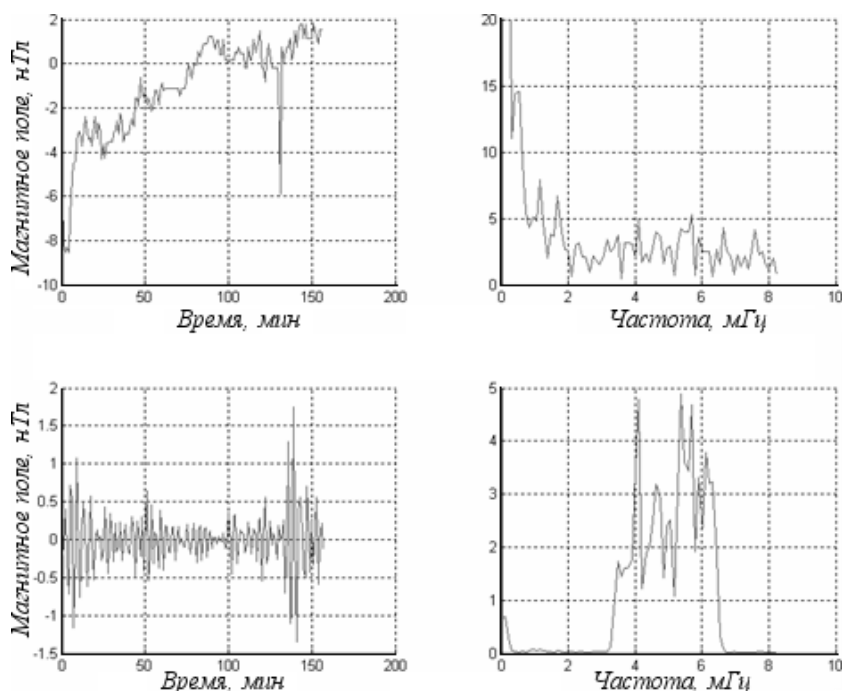 2
0
-2
-4
-6
-8
-10
0 50 100 150 200
Магнитное поле, нТл
Время, мин
20
15
10
5
0
0 2 4 6 8 10
Частота, мГц
2
1.5
1
0.5
0
-0.5
-1
-1.5
0 50 100 150 200
Магнитное поле, нТл
Время, мин
5
4
3
2
1
0
0 2 4 6 8 10
Частота, мГц